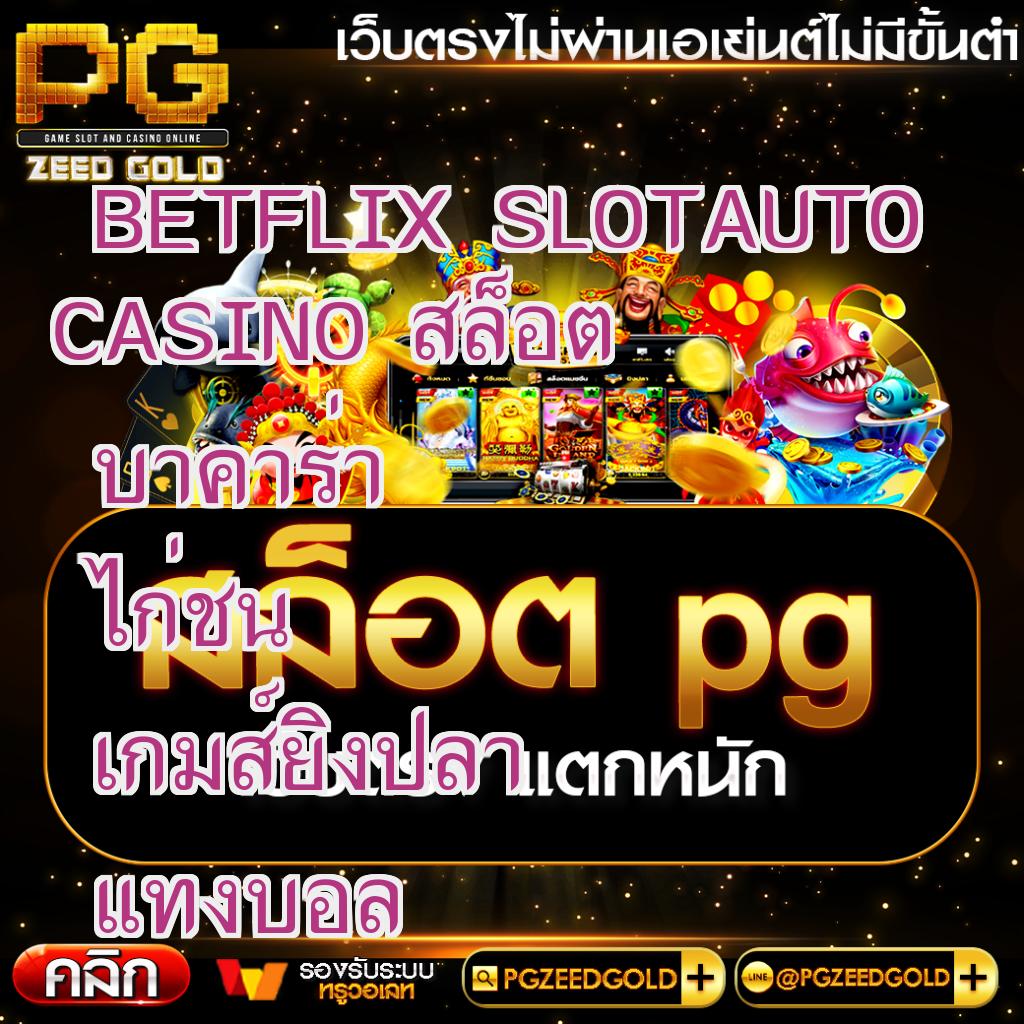 เว็บตรงไม่ผ่านเอเย่นต์ไม่มีขั้นต่ำ
PG
GAME SLOT AND CASINO ONLINE
ZEED GOLD
BETFLIX SLOTAUTO
CASINO สล็อต
บาคาร่า
ไก่ชน
สล็อต pg
เกมส์ยิงปลา
แตกหนัก
แทงบอล
คลิก
รองรับระบบ
ทรูวอเลท
PGZEEDGOLD +
LINE @PGZEEDGOLD +